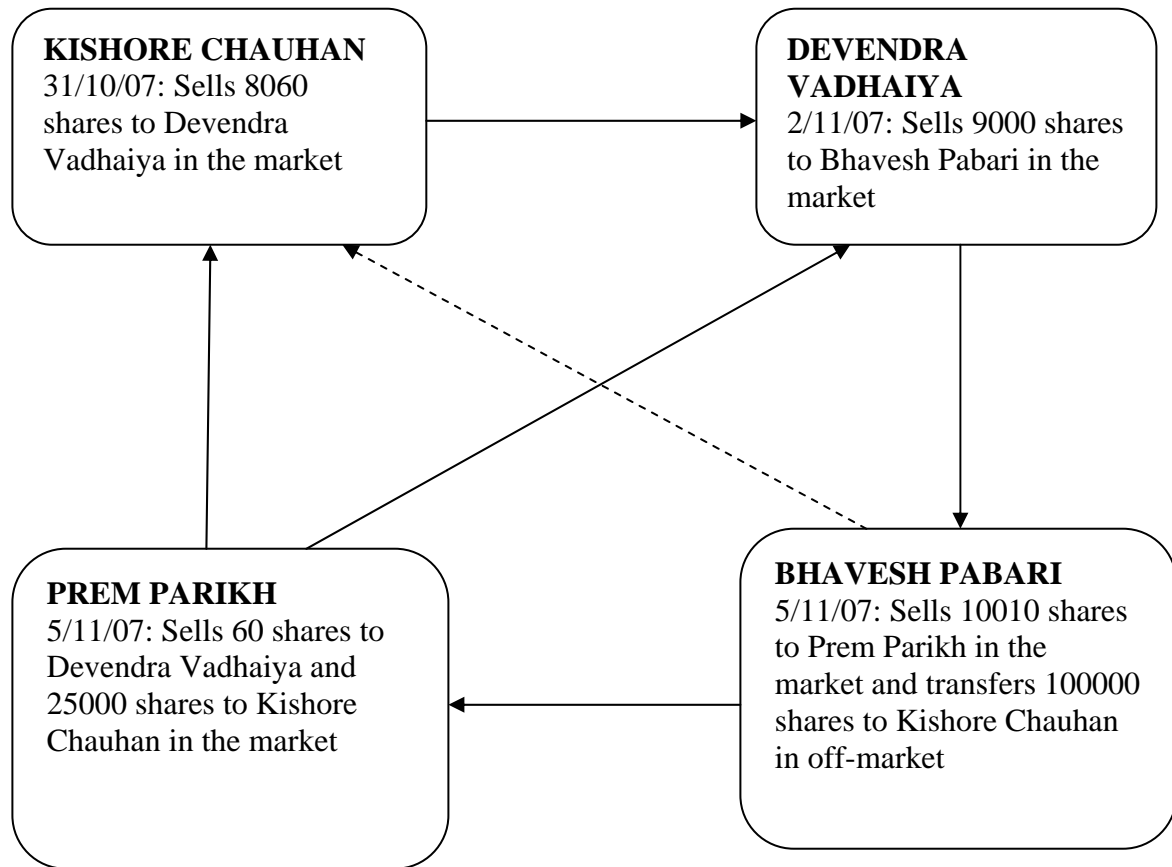 KISHORE CHAUHAN
31/10/07: Sells 8060
shares to Devendra
Vadhaiya in the market
DEVENDRA
VADHAIYA
2/11/07: Sells 9000 shares
to Bhavesh Pabari in the
market
PREM PARIKH
5/11/07: Sells 60 shares to
Devendra Vadhaiya and
25000 shares to Kishore
Chauhan in the market
BHAVESH PABARI
5/11/07: Sells 10010 shares
to Prem Parikh in the
market and transfers 100000
shares to Kishore Chauhan
in off-market